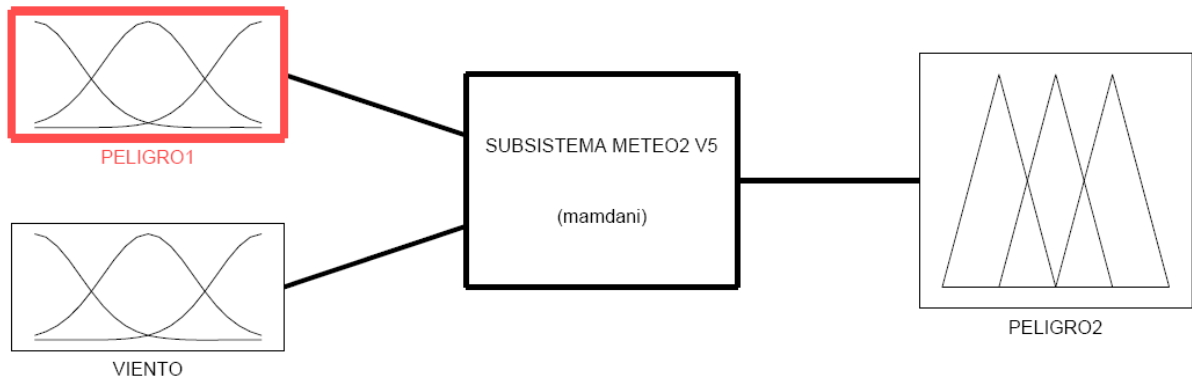 PELIGRO1
SUBSISTEMA METEO2 V5
(mamdani)
VIENTO
PELIGRO2